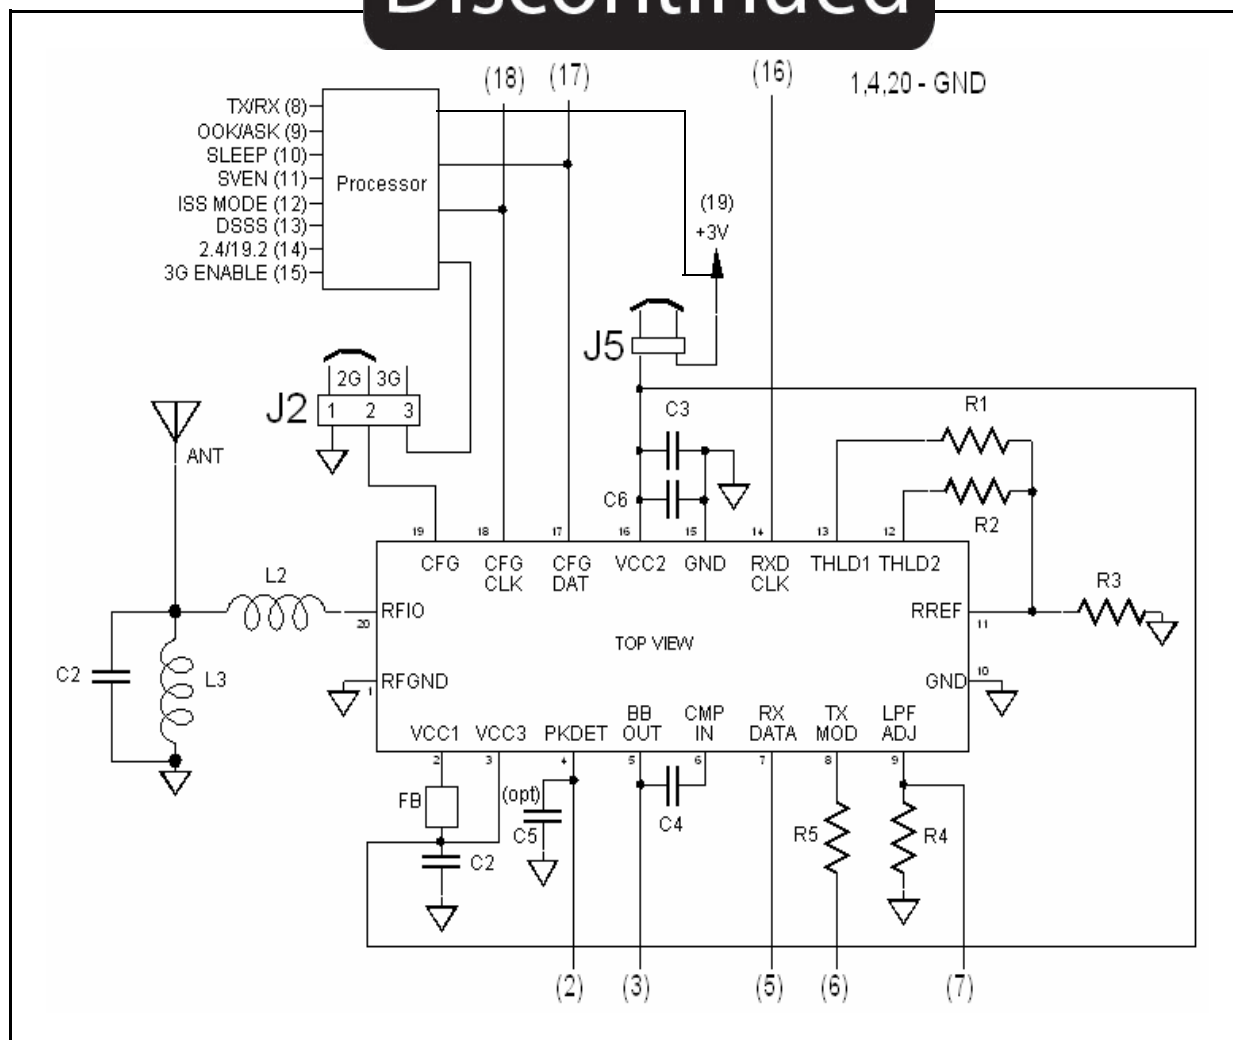 Discontinued
(18) (17) (16) 1,4,20 - GND
TX/RX (8)
OOK/ASK (9)
SLEEP (10)
SVEN (11)
ISS MODE (12)
DSSS (13)
2.4/19.2 (14)
3G ENABLE (15)
Processor
(19)
+3V
J5
2G 3G
J2 1 2 3
ANT
C3
C6
R1
R2
R3
19 18 17 16 15 14 13 12
CFG CFG CFG VCC2 GND RXD THLD1 THLD2
CLK DAT CLK
L2
RFIO
20
RREF
11
TOP VIEW
C2
L3
RFGND
1
GND
10
VCC1 VCC3 PKDET BB CMP RX TX LPF
OUT IN DATA MOD ADJ
2 3 4 5 6 7 8 9
FB
(opt)
C5
C4
C2
R5
R4
(2) (3) (5) (6) (7)